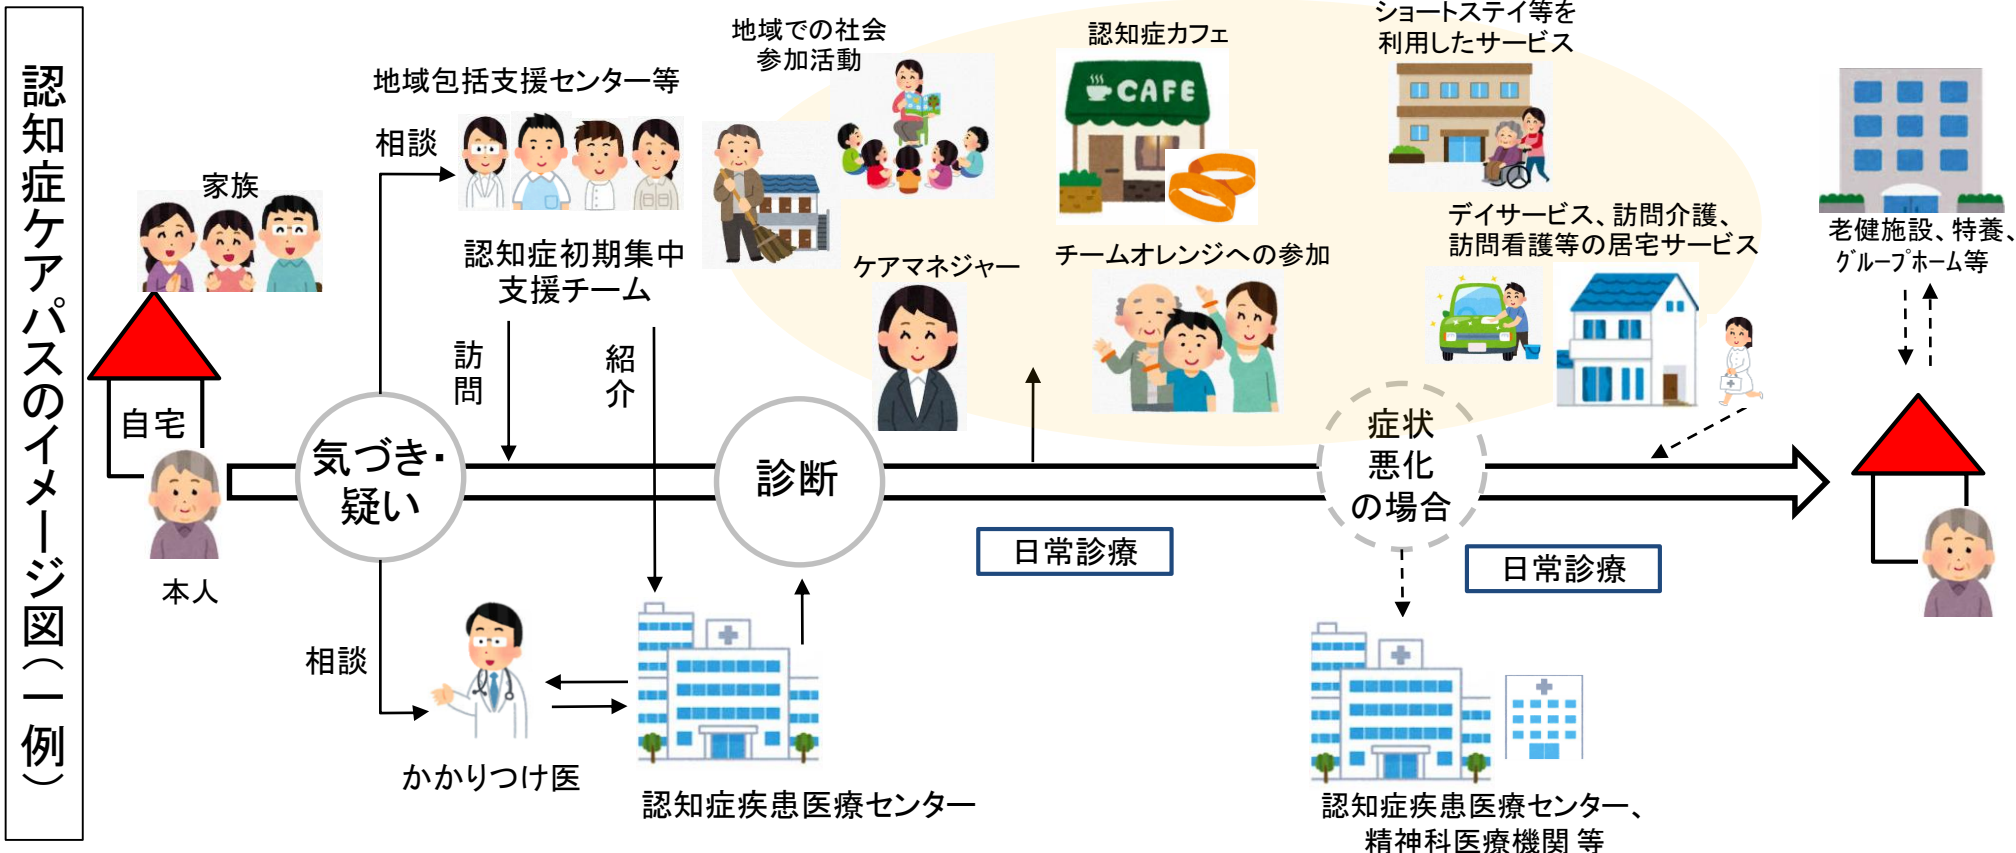 認知症ケアパスのイメージ図(一例)
家族
自宅
本人
地域包括支援センター等
相談
認知症初期集中
支援チーム
訪問
紹介
気づき・
疑い
相談
かかりつけ医
認知症疾患医療センター
診断
地域での社会
参加活動
ケアマネジャー
認知症カフェ
CAFE
チームオレンジへの参加
ショートステイ等を
利用したサービス
デイサービス、訪問介護、
訪問看護等の居宅サービス
日常診療
症状
悪化
の場合
日常診療
認知症疾患医療センター、
精神科医療機関 等
老健施設、特養、
グループホーム等